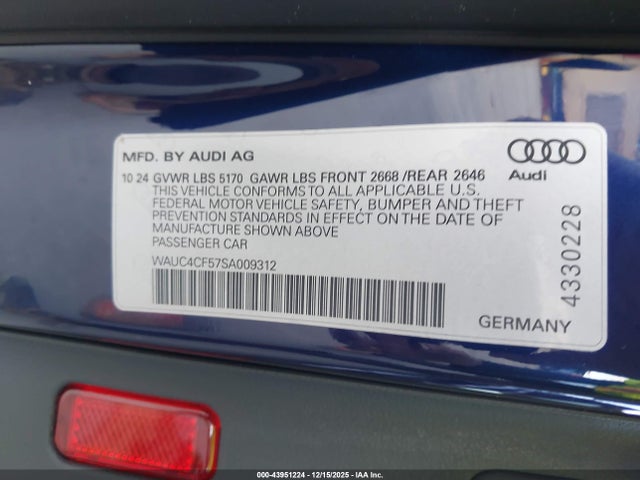 MFD. BY AUDI AG
Audi
10 24 GVWR LBS 5170 GAWR LBS FRONT 2668 /REAR 2646
THIS VEHICLE CONFORMS TO ALL APPLICABLE U.S.
FEDERAL MOTOR VEHICLE SAFETY, BUMPER AND THEFT
PREVENTION STANDARDS IN EFFECT ON THE DATE OF
MANUFACTURE SHOWN ABOVE
PASSENGER CAR
WAUC4CF57SA009312
4330228
GERMANY
00-43951224 | 12/15/2025 | IAA Inc.